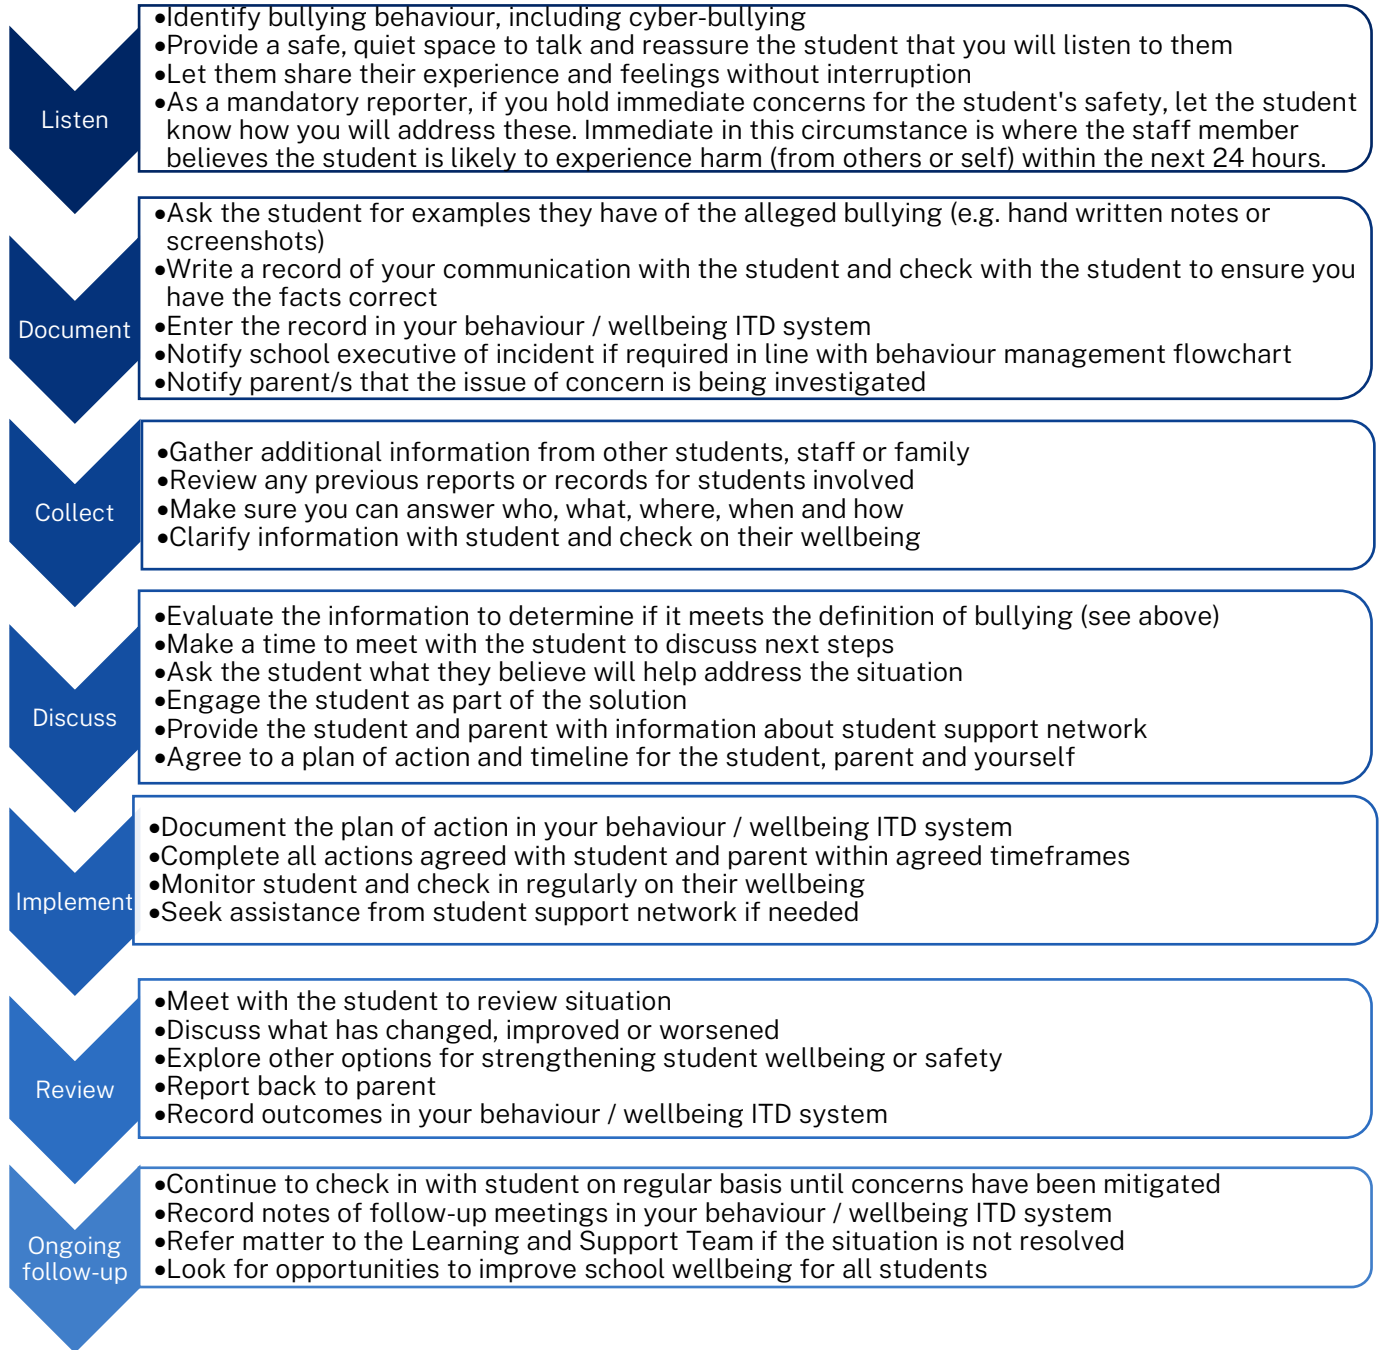 Listen
•Identify bullying behaviour, including cyber-bullying
•Provide a safe, quiet space to talk and reassure the student that you will listen to them
•Let them share their experience and feelings without interruption
•As a mandatory reporter, if you hold immediate concerns for the student's safety, let the student
know how you will address these. Immediate in this circumstance is where the staff member
believes the student is likely to experience harm (from others or self) within the next 24 hours.
Document
•Ask the student for examples they have of the alleged bullying (e.g. hand written notes or
screenshots)
•Write a record of your communication with the student and check with the student to ensure you
have the facts correct
•Enter the record in your behaviour / wellbeing ITD system
•Notify school executive of incident if required in line with behaviour management flowchart
•Notify parent/s that the issue of concern is being investigated
Collect
•Gather additional information from other students, staff or family
•Review any previous reports or records for students involved
•Make sure you can answer who, what, where, when and how
•Clarify information with student and check on their wellbeing
Discuss
•Evaluate the information to determine if it meets the definition of bullying (see above)
•Make a time to meet with the student to discuss next steps
•Ask the student what they believe will help address the situation
•Engage the student as part of the solution
•Provide the student and parent with information about student support network
•Agree to a plan of action and timeline for the student, parent and yourself
Implement
•Document the plan of action in your behaviour / wellbeing ITD system
•Complete all actions agreed with student and parent within agreed timeframes
•Monitor student and check in regularly on their wellbeing
•Seek assistance from student support network if needed
Review
•Meet with the student to review situation
•Discuss what has changed, improved or worsened
•Explore other options for strengthening student wellbeing or safety
•Report back to parent
•Record outcomes in your behaviour / wellbeing ITD system
Ongoing
follow-up
•Continue to check in with student on regular basis until concerns have been mitigated
•Record notes of follow-up meetings in your behaviour / wellbeing ITD system
•Refer matter to the Learning and Support Team if the situation is not resolved
•Look for opportunities to improve school wellbeing for all students